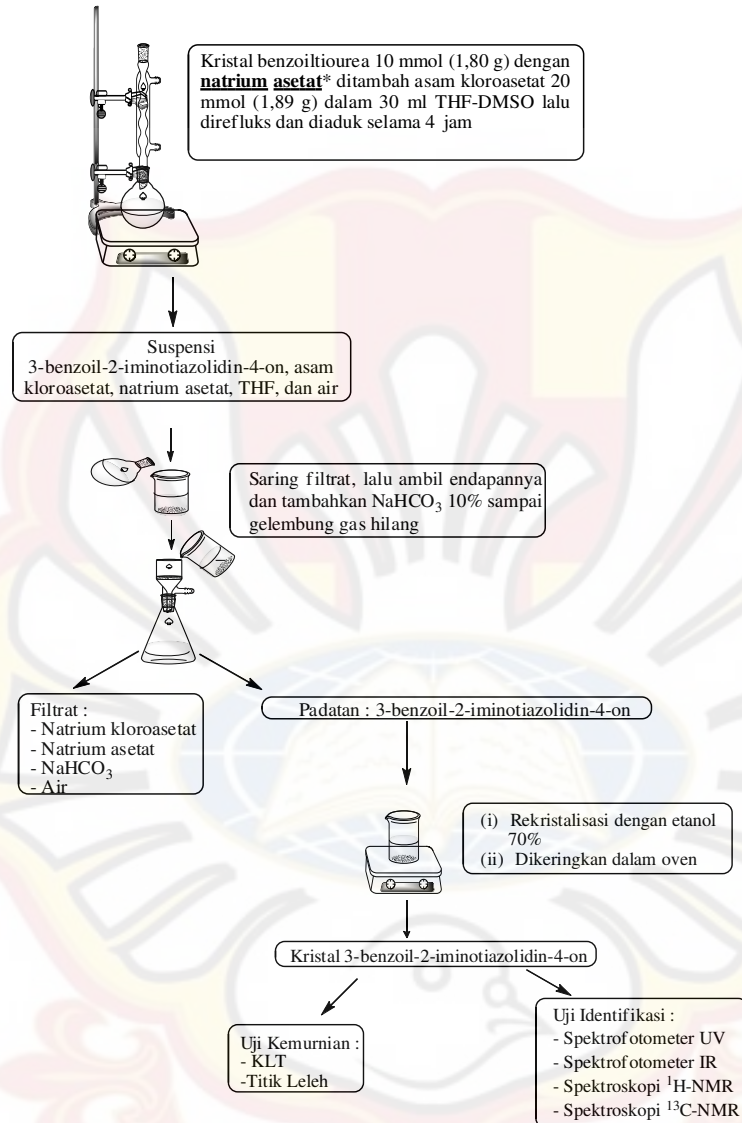 Kristal benzoiltiourea 10 mmol (1,80 g) dengan
natrium asetat* ditambah asam kloroasetat 20
mmol (1,89 g) dalam 30 ml THF-DMSO lalu
direfluks dan diaduk selama 4 jam
Suspensi
3-benzoil-2-iminotiazolidin-4-on, asam
kloroasetat, natrium asetat, THF, dan air
Saring filtrat, lalu ambil endapannya
dan tambahkan NaHCO₃ 10% sampai
gelembung gas hilang
Filtrat :
- Natrium kloroasetat
- Natrium asetat
- NaHCO₃
- Air
Padatan : 3-benzoil-2-iminotiazolidin-4-on
(i) Rekristalisasi dengan etanol
70%
(ii) Dikeringkan dalam oven
Kristal 3-benzoil-2-iminotiazolidin-4-on
Uji Kemurnian :
- KLT
-Titik Leleh
Uji Identifikasi :
- Spektrofotometer UV
- Spektrofotometer IR
- Spektroskopi ¹H-NMR
- Spektroskopi ¹³C-NMR